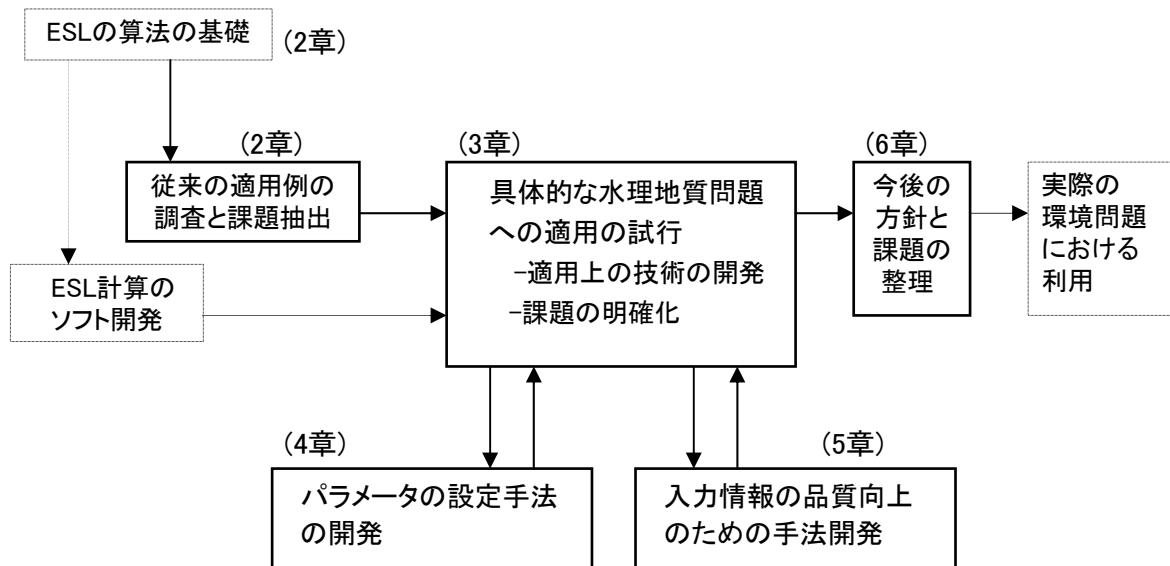 ESLの算法の基礎
(2章)
(2章)
従来の適用例の
調査と課題抽出
ESL計算の
ソフト開発
(3章)
具体的な水理地質問題
への適用の試行
-適用上の技術の開発
-課題の明確化
(6章)
今後の
方針と
課題の
整理
実際の
環境問題
における
利用
(4章)
パラメータの設定手法
の開発
(5章)
入力情報の品質向上
のための手法開発